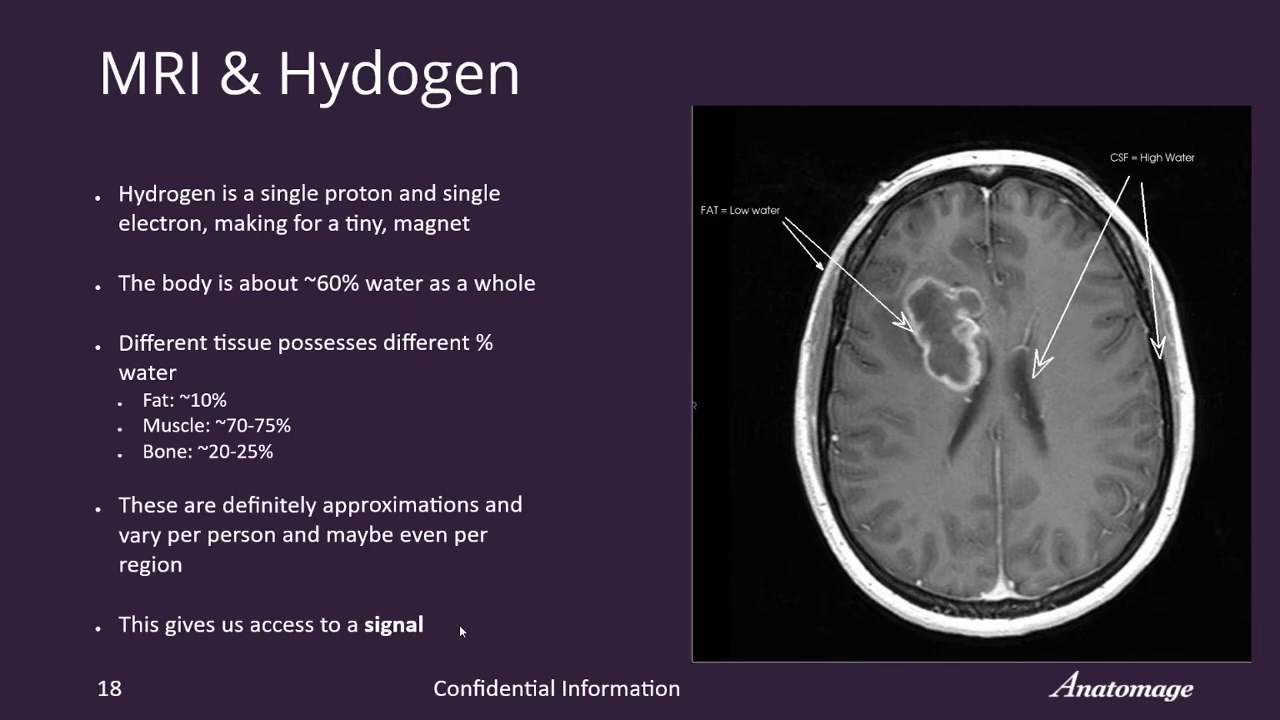 MRI & Hydogen
Hydrogen is a single proton and single
electron, making for a tiny, magnet
The body is about ~60% water as a whole
Different tissue possesses different %
water
Fat: ~10%
Muscle: ~70-75%
Bone: ~20-25%
These are definitely approximations and
vary per person and maybe even per
region
This gives us access to a signal
FAT = Low water
CSF = High Water
R
18
Confidential Information
Anatomage